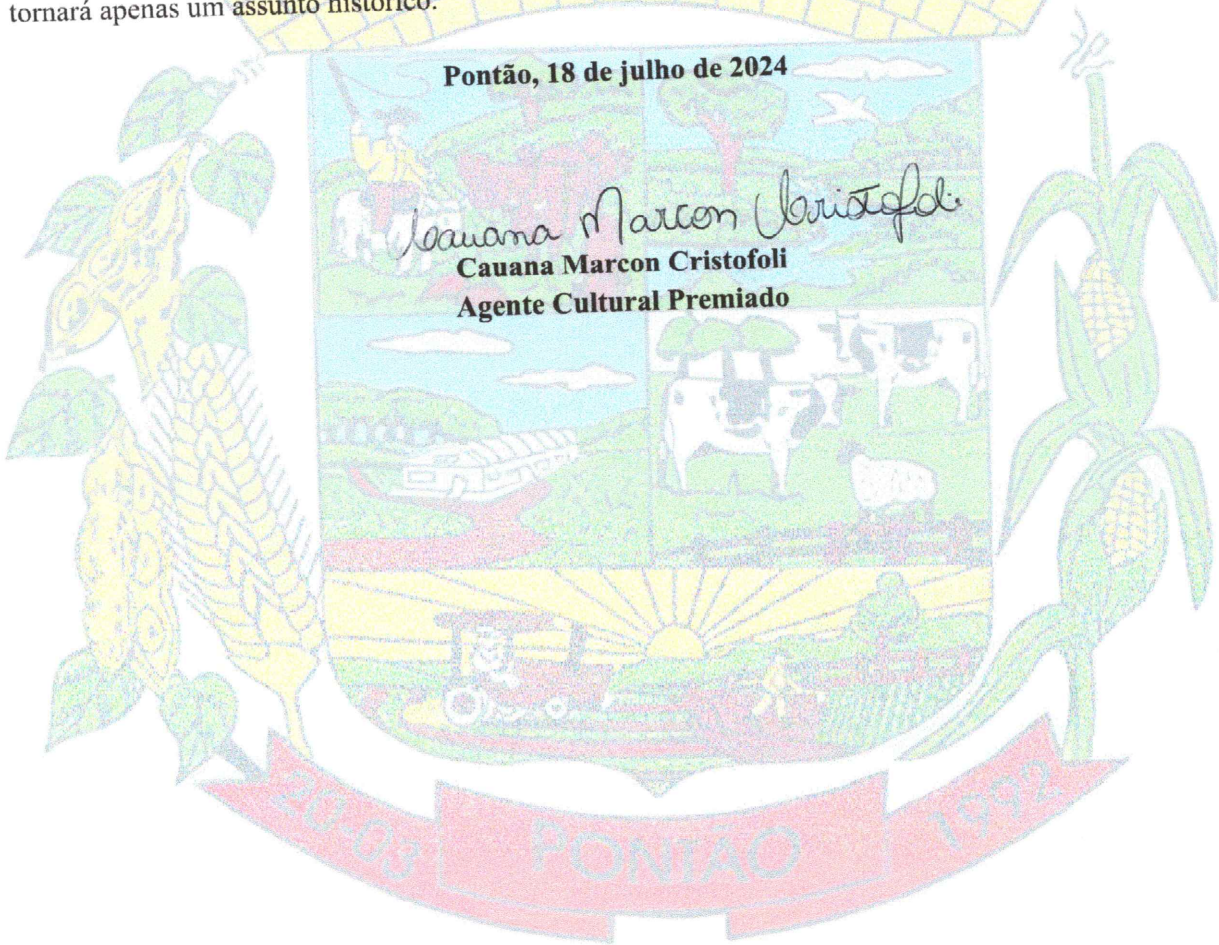 tornará apenas um assunto histórico.
Pontão, 18 de julho de 2024
Cauana Marcon Cristofoli
Cauana Marcon Cristofoli
Agente Cultural Premiado
20-03 PONTÃO 1992